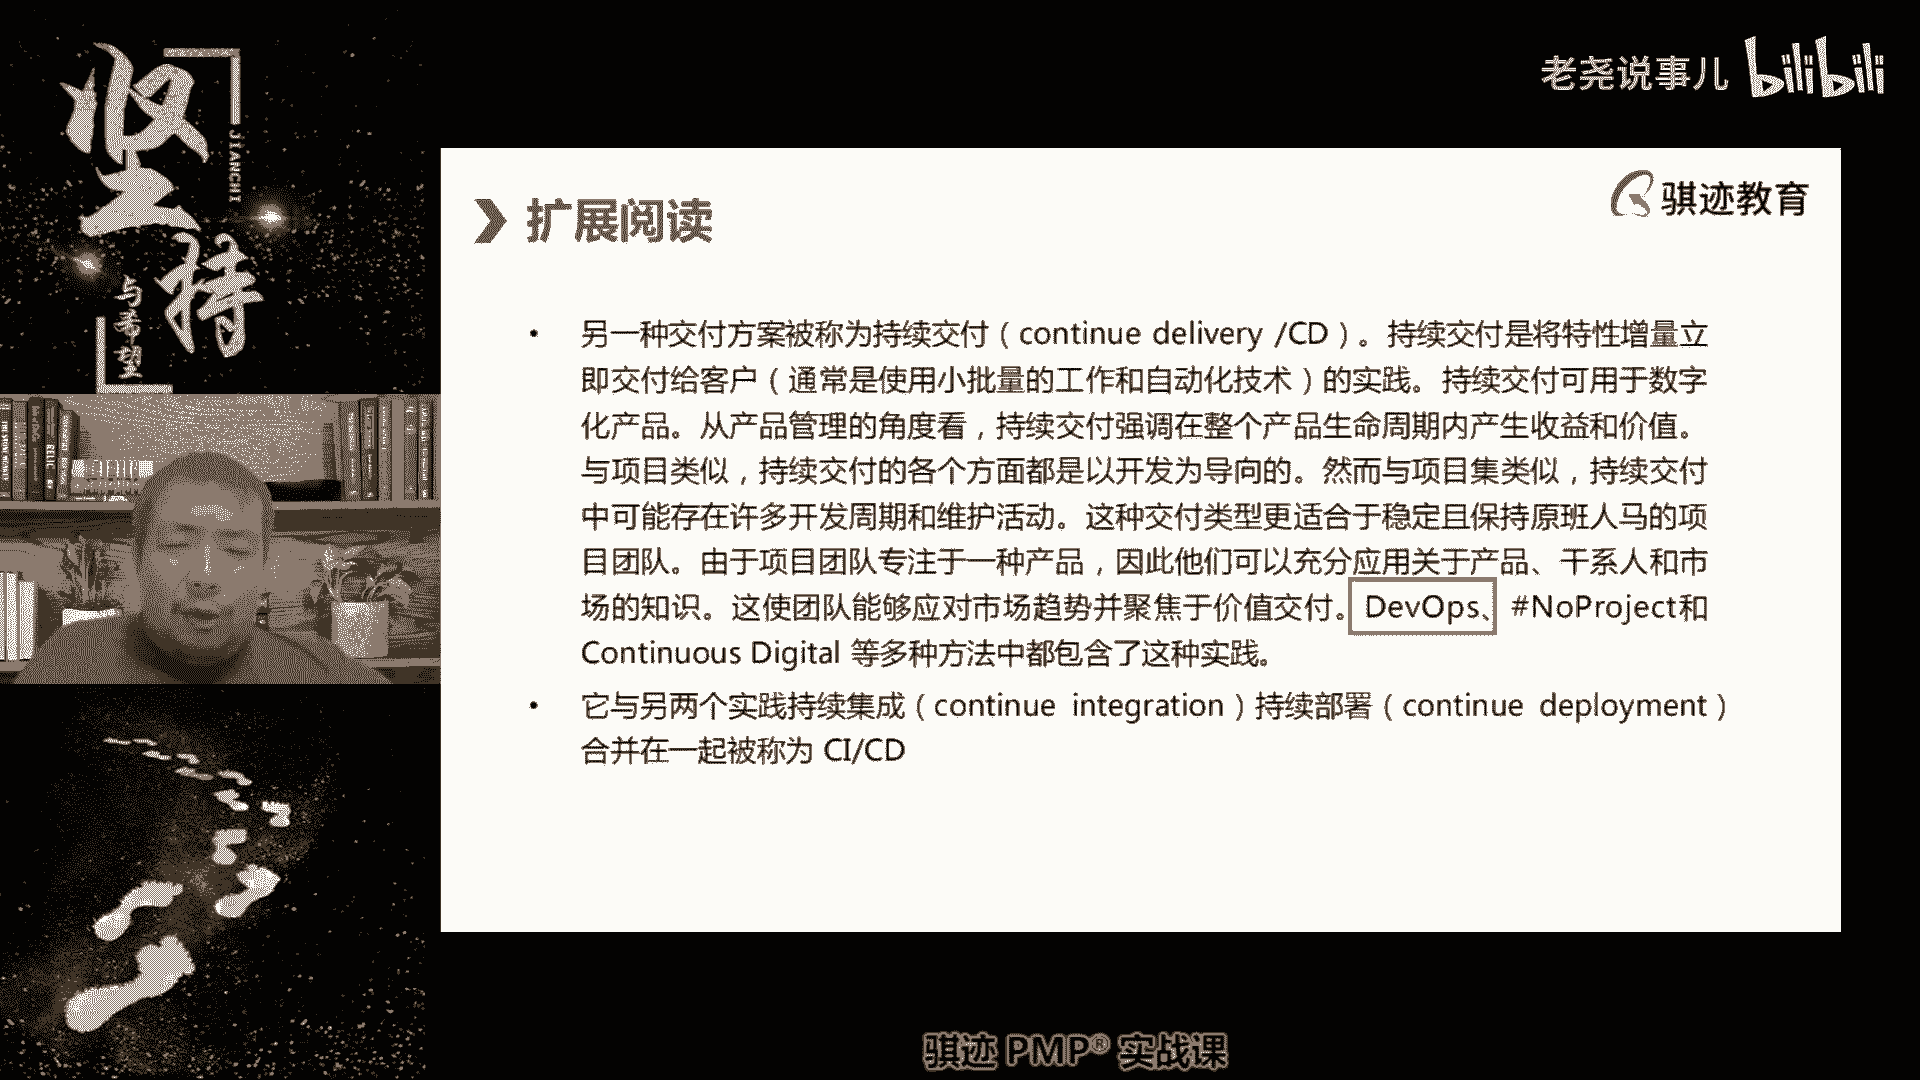 坚持
JIANCHI
与希望
老尧说事儿 bilibili
骐迹教育
扩展阅读
• 另一种交付方案被称为持续交付（continue delivery /CD）。持续交付是将特性增量立
即交付给客户（通常是使用小批量的工作和自动化技术）的实践。持续交付可用于数字
化产品。从产品管理的角度看，持续交付强调在整个产品生命周期内产生收益和价值。
与项目类似，持续交付的各个方面都是以开发为导向的。然而与项目集类似，持续交付
中可能存在许多开发周期和维护活动。这种交付类型更适合于稳定且保持原班人马的项
目团队。由于项目团队专注于一种产品，因此他们可以充分应用关于产品、干系人和市
场的知识。这使团队能够应对市场趋势并聚焦于价值交付。DevOps、 #NoProject和
Continuous Digital 等多种方法中都包含了这种实践。
• 它与另两个实践持续集成（continue integration）持续部署（continue deployment）
合并在一起被称为 CI/CD
骐迹 PMP® 实战课